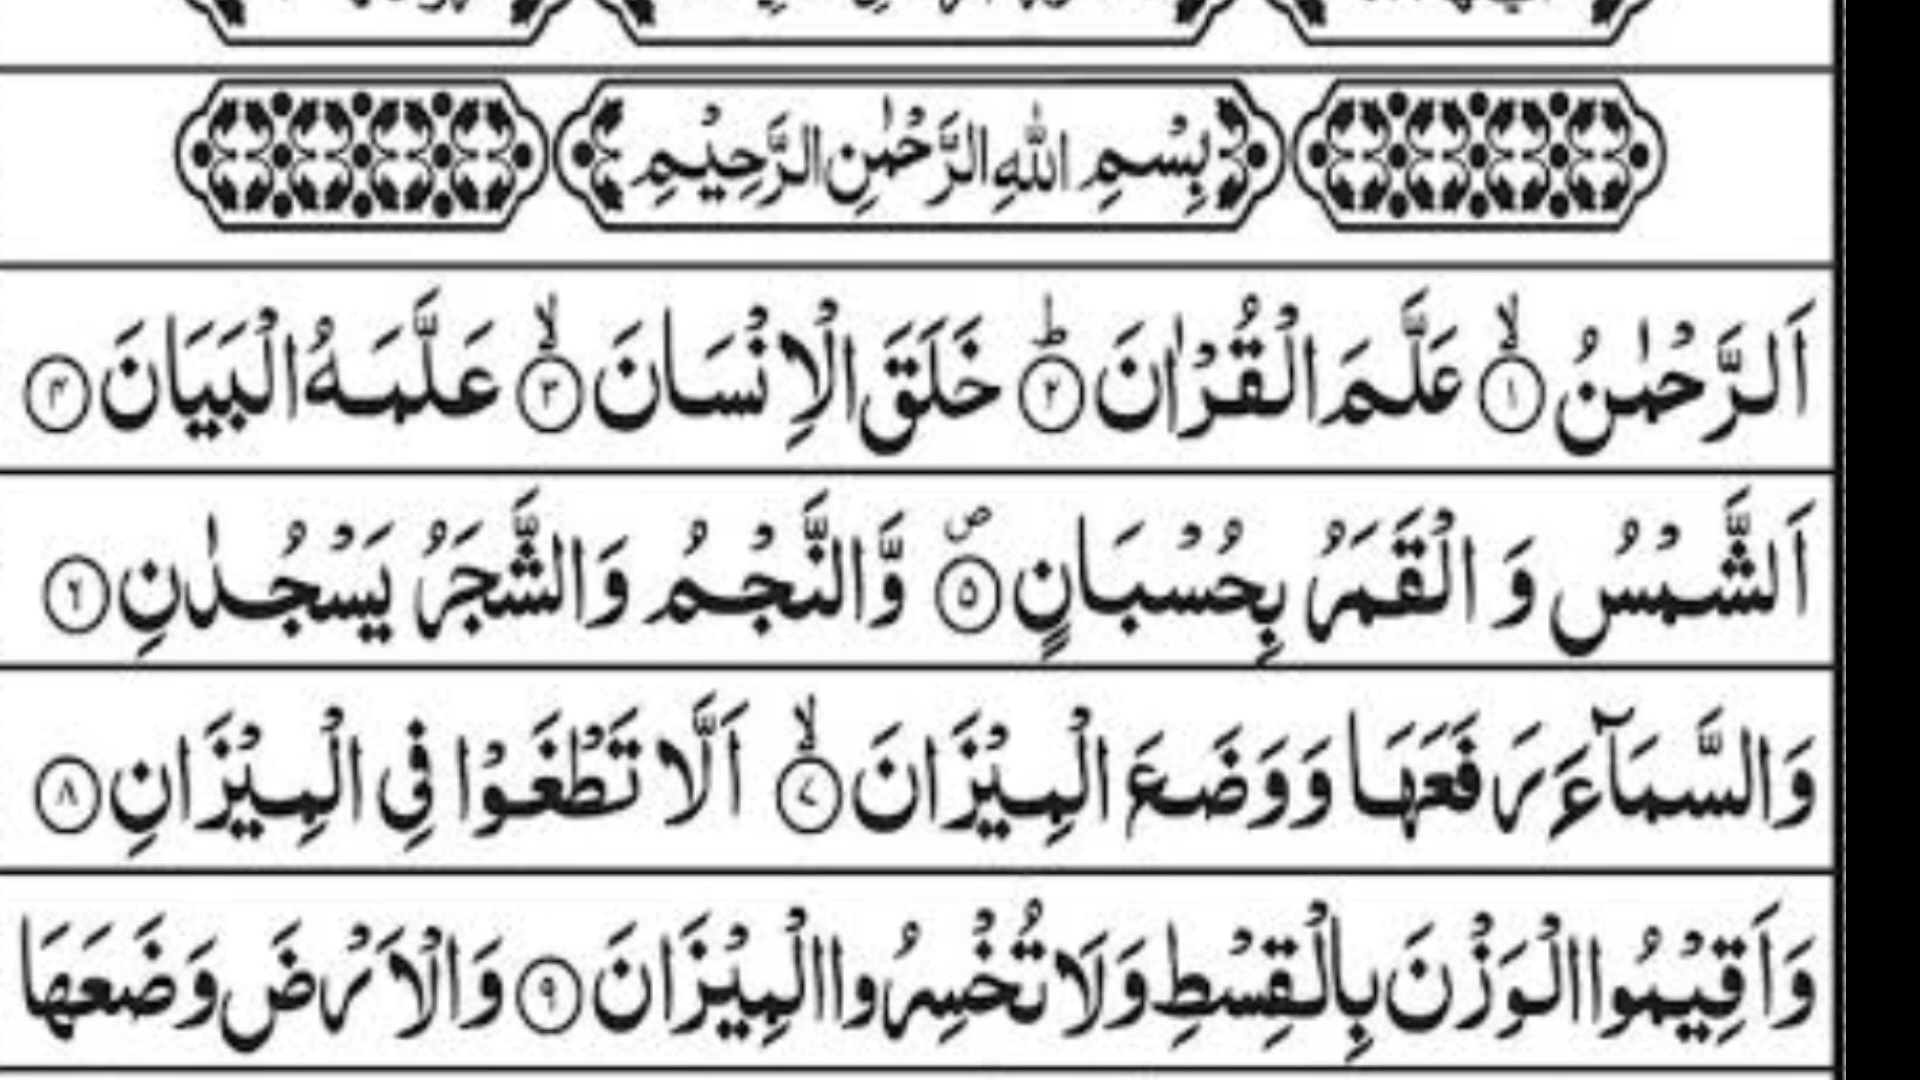 بِسْمِ اللّٰهِ الرَّحْمٰنِ الرَّحِيْمِ
اَلرَّحْمٰنُ ۙ﴿۱﴾ عَلَّمَ الْقُرْاٰنَ ؕ﴿۲﴾ خَلَقَ الْاِنْسَانَ ۙ﴿۳﴾ عَلَّمَهُ الْبَيَانَ ﴿۴﴾
اَلشَّمْسُ وَ الْقَمَرُ بِحُسْبَانٍ ۪﴿۵﴾ وَّالنَّجْمُ وَالشَّجَرُ يَسْجُدٰنِ ﴿۶﴾
وَالسَّمَآءَ رَفَعَهَا وَوَضَعَ الْمِيْزَانَ ۙ﴿۷﴾ اَلَّا تَطْغَوْا فِى الْمِيْزَانِ ﴿۸﴾
وَاَقِيْمُوا الْوَزْنَ بِالْقِسْطِ وَلَا تُخْسِرُوا الْمِيْزَانَ ﴿۹﴾ وَالْاَرْضَ وَضَعَهَا